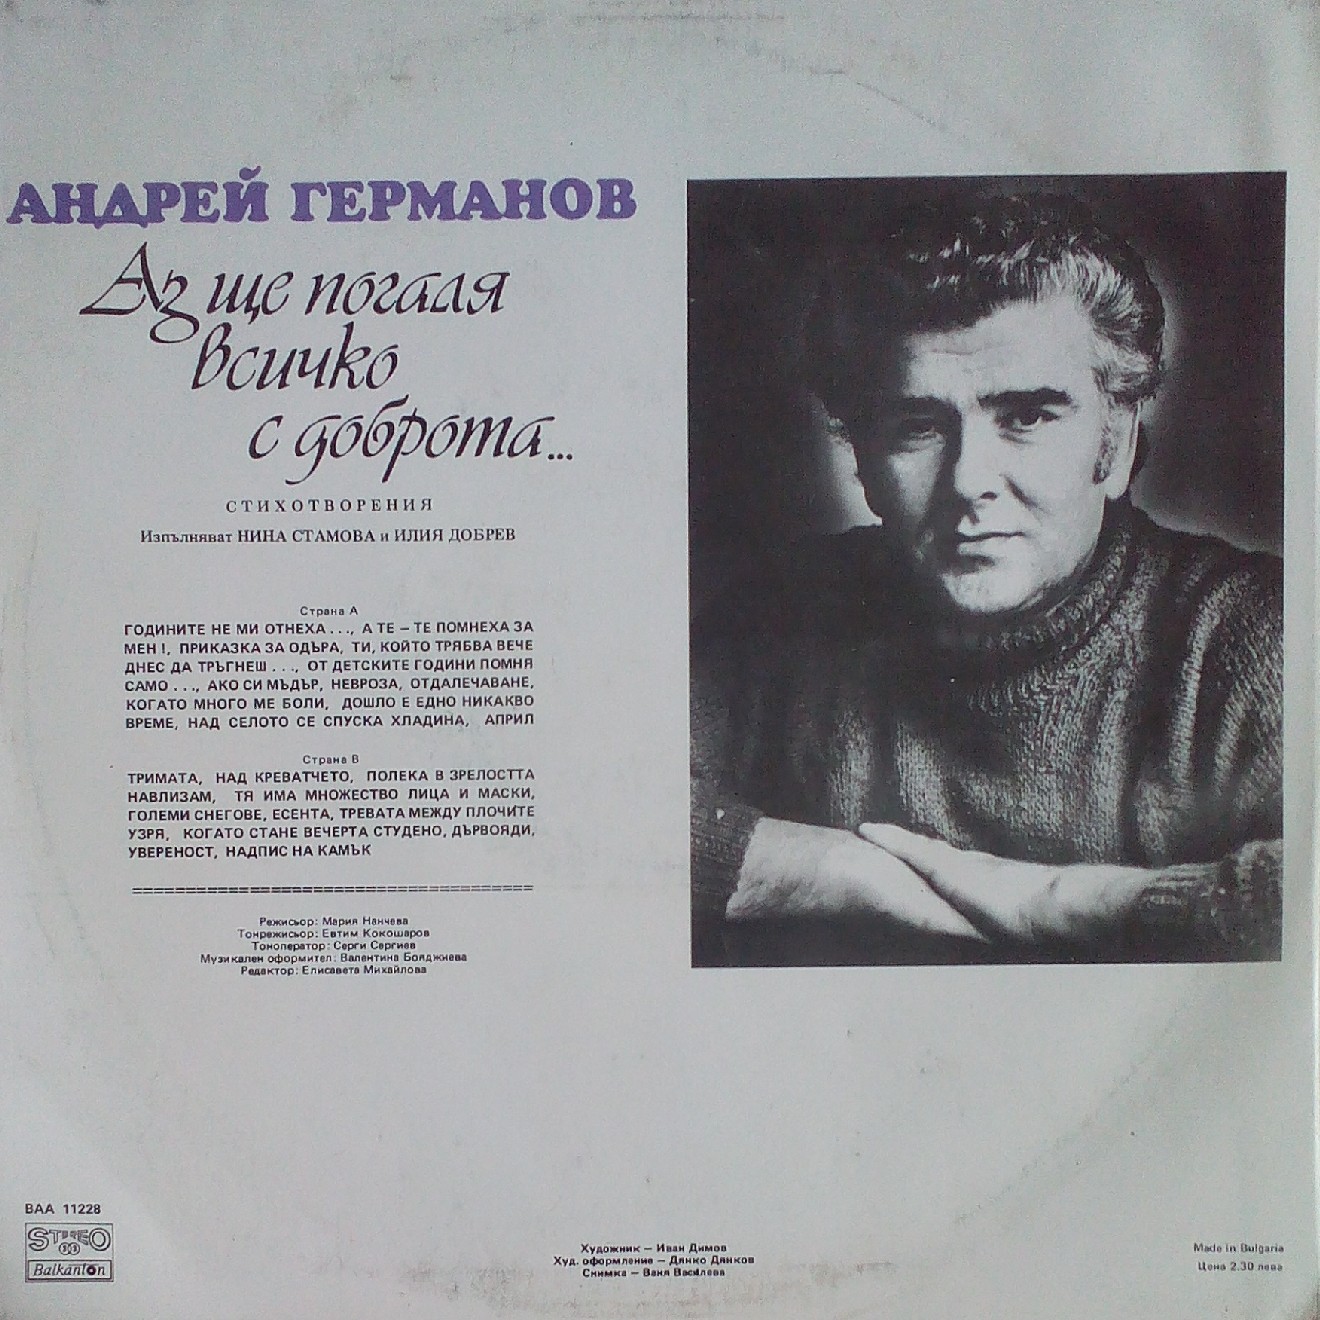 АНДРЕЙ ГЕРМАНОВ
Аз ще погаля
всичко
с доброта...
СТИХОТВОРЕНИЯ
Изпълняват НИНА СТАМОВА и ИЛИЯ ДОБРЕВ
Страна А
ГОДИНИТЕ НЕ МИ ОТНЕХА . . ., А ТЕ – ТЕ ПОМНЕХА ЗА
МЕН !, ПРИКАЗКА ЗА ОДЪРА, ТИ, КОЙТО ТРЯБВА ВЕЧЕ
ДНЕС ДА ТРЪГНЕШ . . ., ОТ ДЕТСКИТЕ ГОДИНИ ПОМНЯ
САМО . . ., АКО СИ МЪДЪР, НЕВРОЗА, ОТДАЛЕЧАВАНЕ,
КОГАТО МНОГО МЕ БОЛИ, ДОШЛО Е ЕДНО НИКАКВО
ВРЕМЕ, НАД СЕЛОТО СЕ СПУСКА ХЛАДИНА, АПРИЛ
Страна В
ТРИМАТА, НАД КРЕВАТЧЕТО, ПОЛЕКА В ЗРЕЛОСТТА
НАВЛИЗАМ, ТЯ ИМА МНОЖЕСТВО ЛИЦА И МАСКИ,
ГОЛЕМИ СНЕГОВЕ, ЕСЕНТА, ТРЕВАТА МЕЖДУ ПЛОЧИТЕ
УЗРЯ, КОГАТО СТАНЕ ВЕЧЕРТА СТУДЕНО, ДЪРВОЯДИ,
УВЕРЕНОСТ, НАДПИС НА КАМЪК
Режисьор: Мария Нанчева
Тонрежисьор: Евтим Кокошаров
Тоноператор: Серги Сергиев
Музикален оформител: Валентина Бояджиева
Редактор: Елисавета Михайлова
ВАА 11228
STEREO
33
Balkanton
Художник – Иван Димов
Худ. оформление – Дянко Дянков
Снимка – Ваня Василева
Made in Bulgaria
Цена 2.30 лева